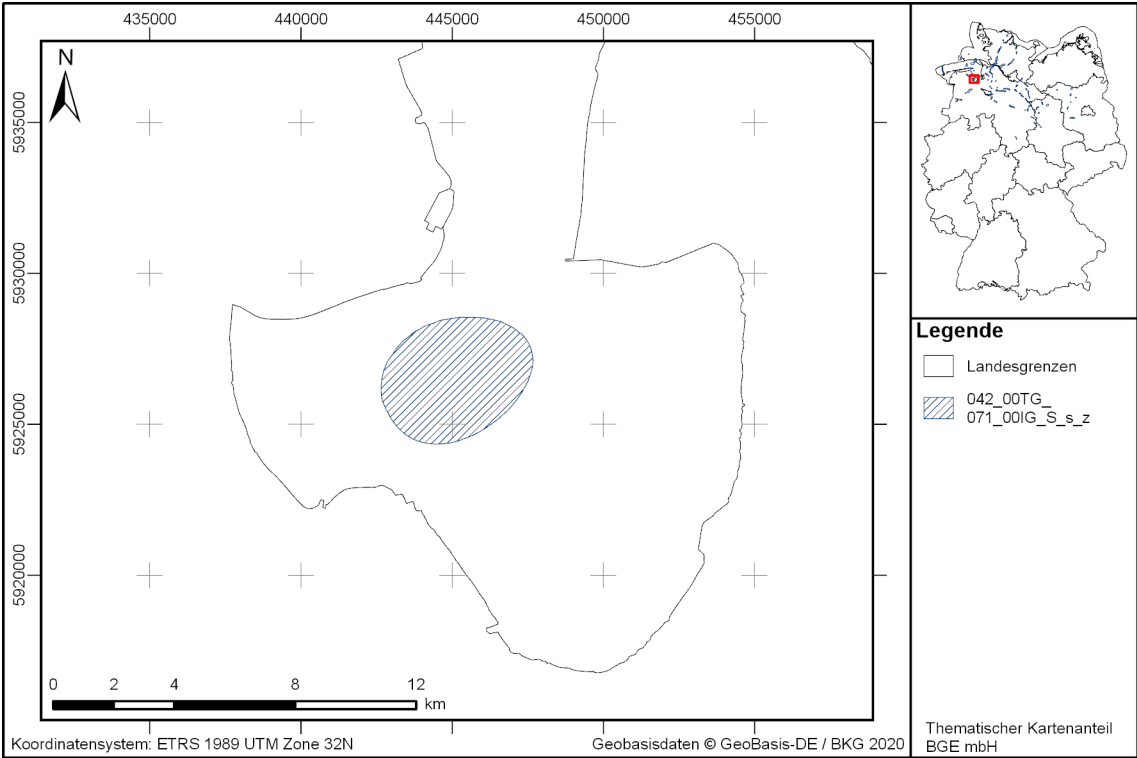 435000 440000 445000 450000 455000
N
5935000
5930000
5925000
5920000
0 2 4 8 12
km
Koordinatensystem: ETRS 1989 UTM Zone 32N
Geobasisdaten © GeoBasis-DE / BKG 2020
Legende
Landesgrenzen
042_00TG_
071_00IG_S_s_z
Thematischer Kartenanteil
BGE mbH